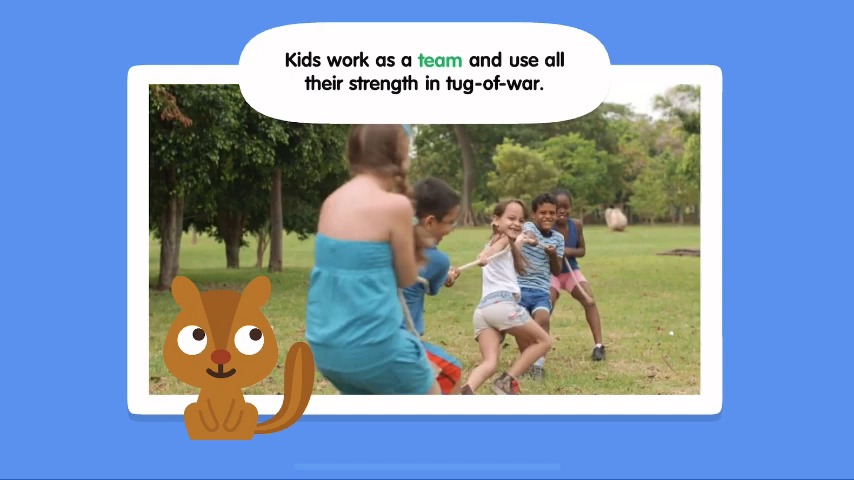 Kids work as a team and use all
their strength in tug-of-war.